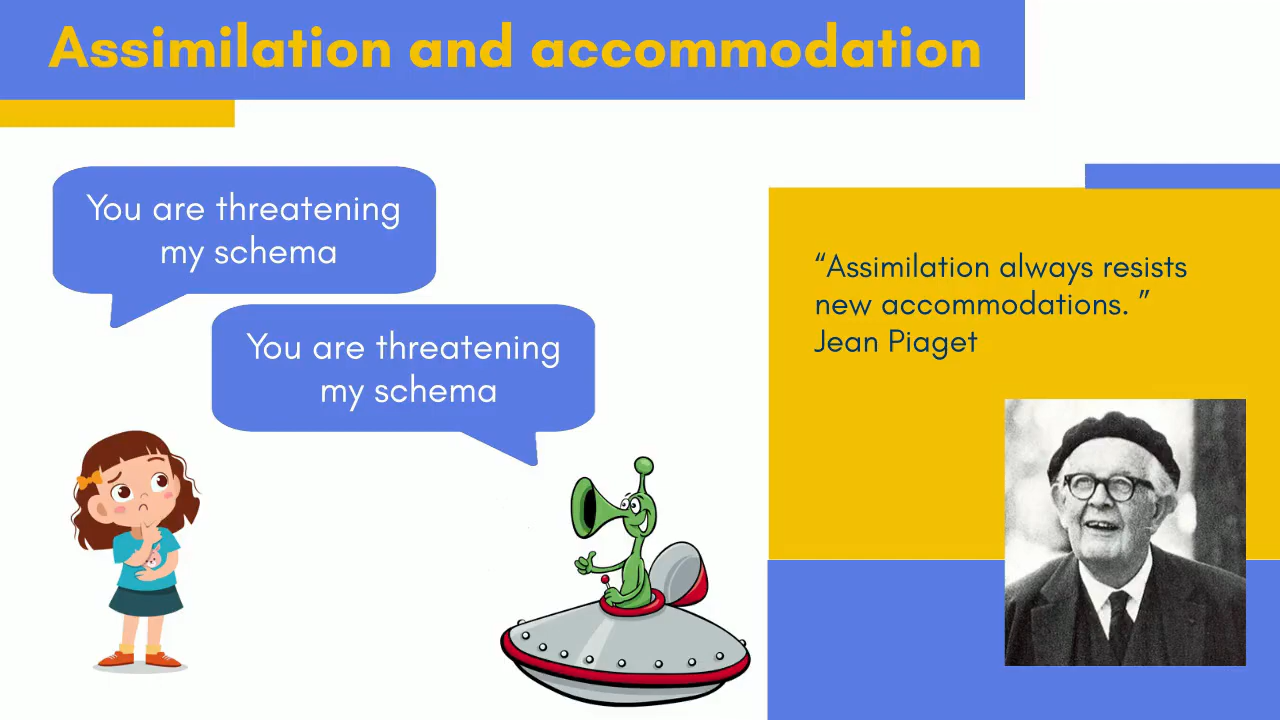 Assimilation and accommodation
You are threatening
my schema
You are threatening
my schema
“Assimilation always resists
new accommodations. ”
Jean Piaget